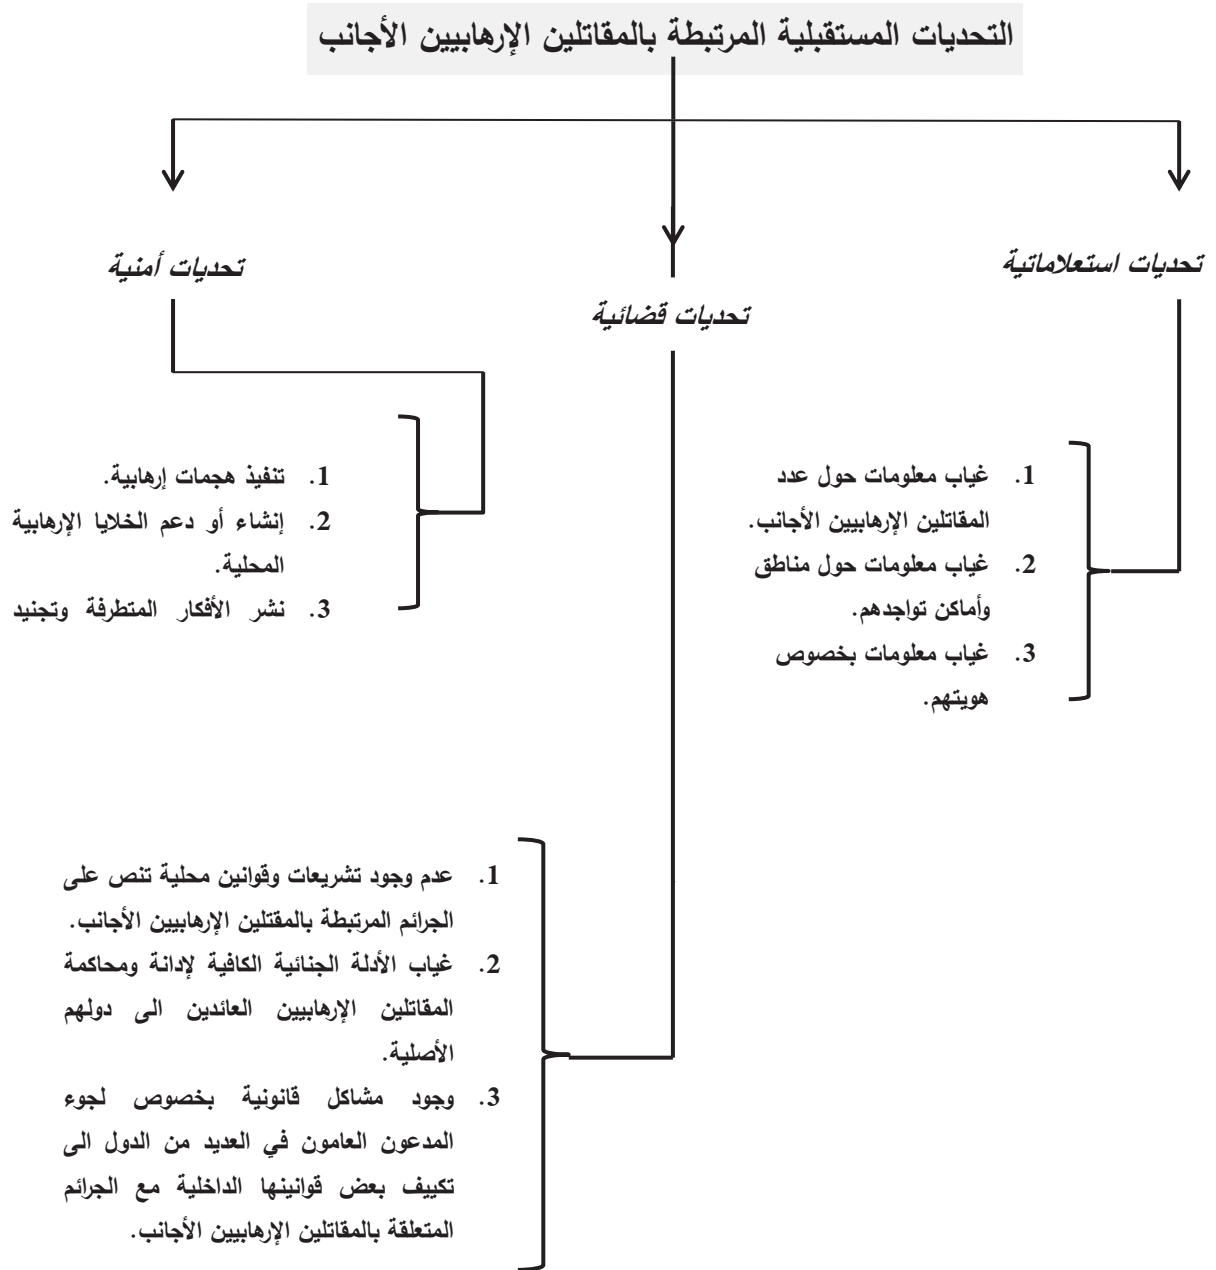 التحديات المستقبلية المرتبطة بالمقاتلين الإرهابيين الأجانب
تحديات استعلاماتية
تحديات قضائية
تحديات أمنية
1. غياب معلومات حول عدد
المقاتلين الإرهابيين الأجانب.
2. غياب معلومات حول مناطق
وأماكن تواجدهم.
3. غياب معلومات بخصوص
هويتهم.
1. تنفيذ هجمات إرهابية.
2. إنشاء أو دعم الخلايا الإرهابية
المحلية.
3. نشر الأفكار المتطرفة وتجنيد
1. عدم وجود تشريعات وقوانين محلية تنص على
الجرائم المرتبطة بالمقتلين الإرهابيين الأجانب.
2. غياب الأدلة الجنائية الكافية لإدانة ومحاكمة
المقاتلين الإرهابيين العائدين الى دولهم
الأصلية.
3. وجود مشاكل قانونية بخصوص لجوء
المدعون العامون في العديد من الدول الى
تكييف بعض قوانينها الداخلية مع الجرائم
المتعلقة بالمقاتلين الإرهابيين الأجانب.